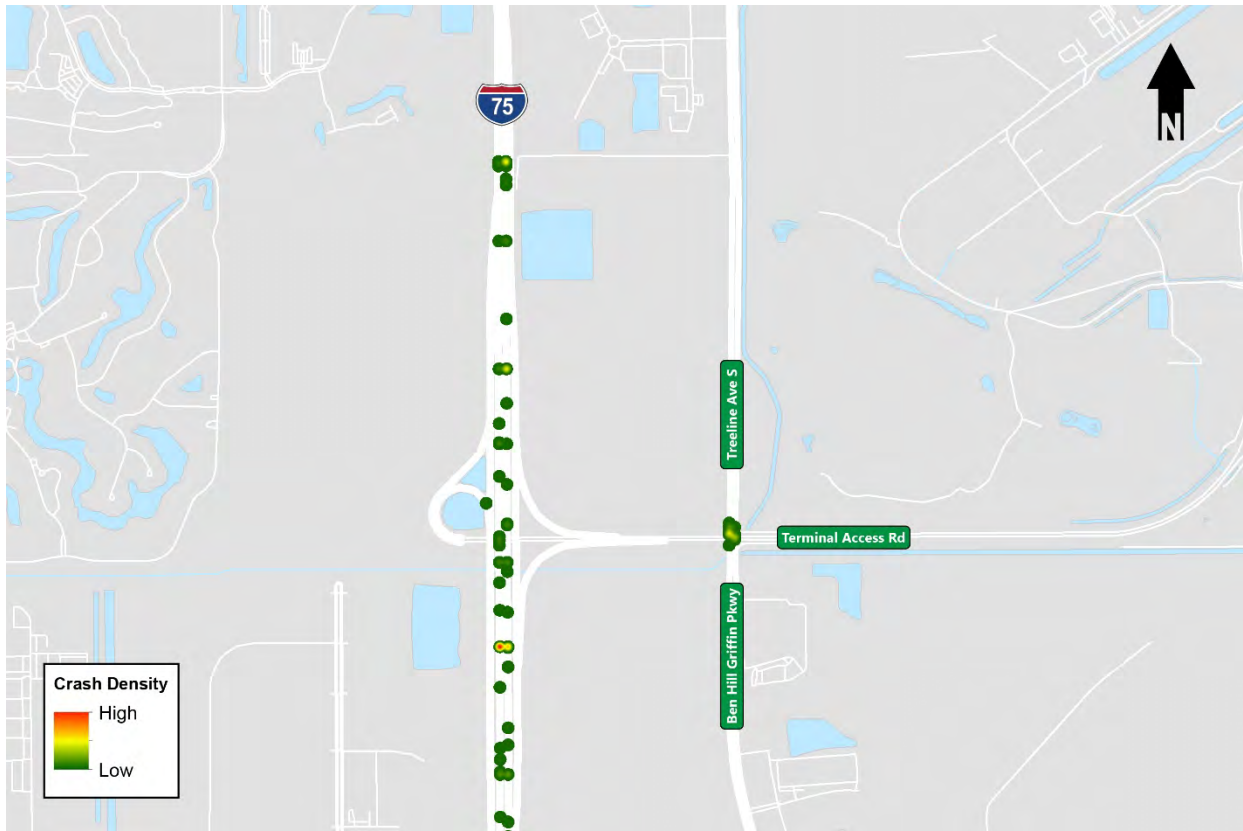 75
N
Treeline Ave S
Terminal Access Rd
Ben Hill Griffin Pkwy
Crash Density
High
Low